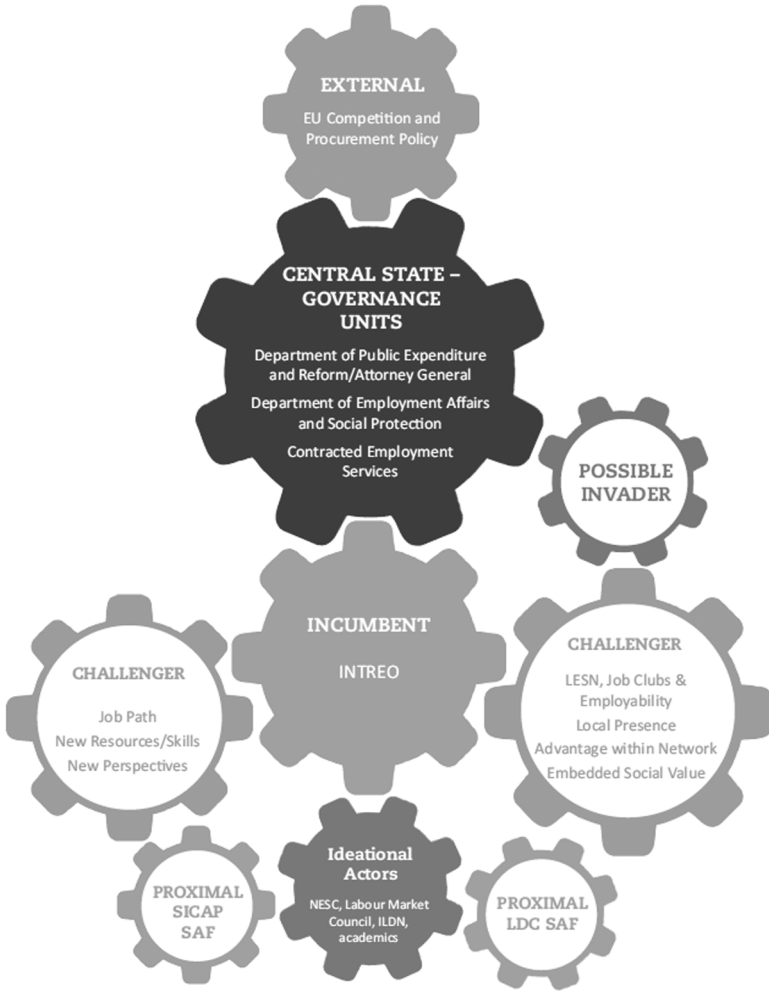 EXTERNAL
EU Competition and
Procurement Policy
CENTRAL STATE –
GOVERNANCE
UNITS
Department of Public Expenditure
and Reform/Attorney General
Department of Employment Affairs
and Social Protection
Contracted Employment
Services
POSSIBLE
INVADER
INCUMBENT
INTREO
CHALLENGER
Job Path
New Resources/Skills
New Perspectives
CHALLENGER
LESN, Job Clubs &
Employability
Local Presence
Advantage within Network
Embedded Social Value
PROXIMAL
SICAP
SAF
Ideational
Actors
NESC, Labour Market
Council, ILDN,
academics
PROXIMAL
LDC SAF